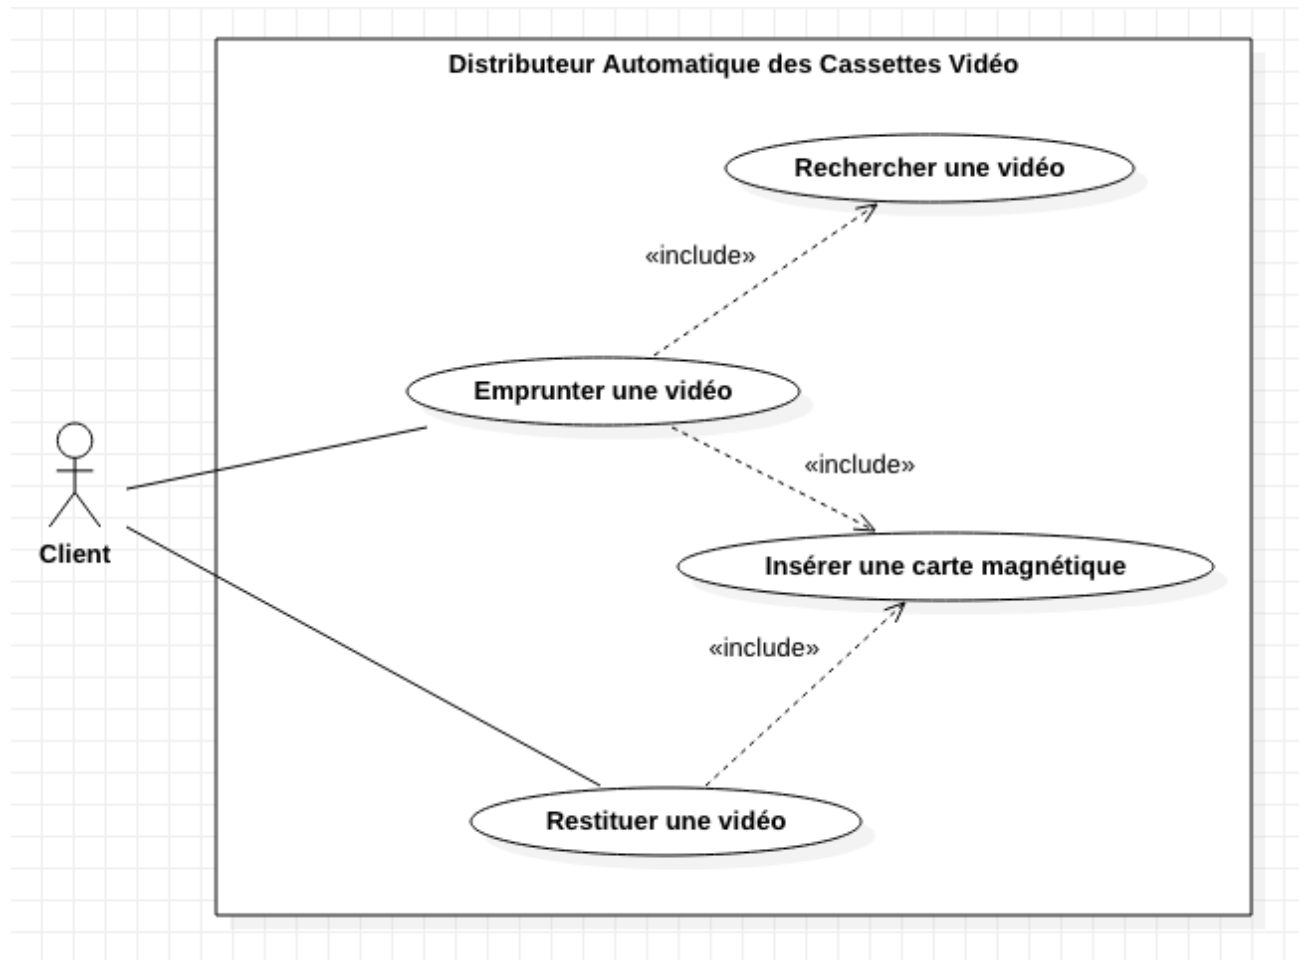 Distributeur Automatique des Cassettes Vidéo
Rechercher une vidéo
«include»
Emprunter une vidéo
«include»
Client
Insérer une carte magnétique
«include»
Restituer une vidéo